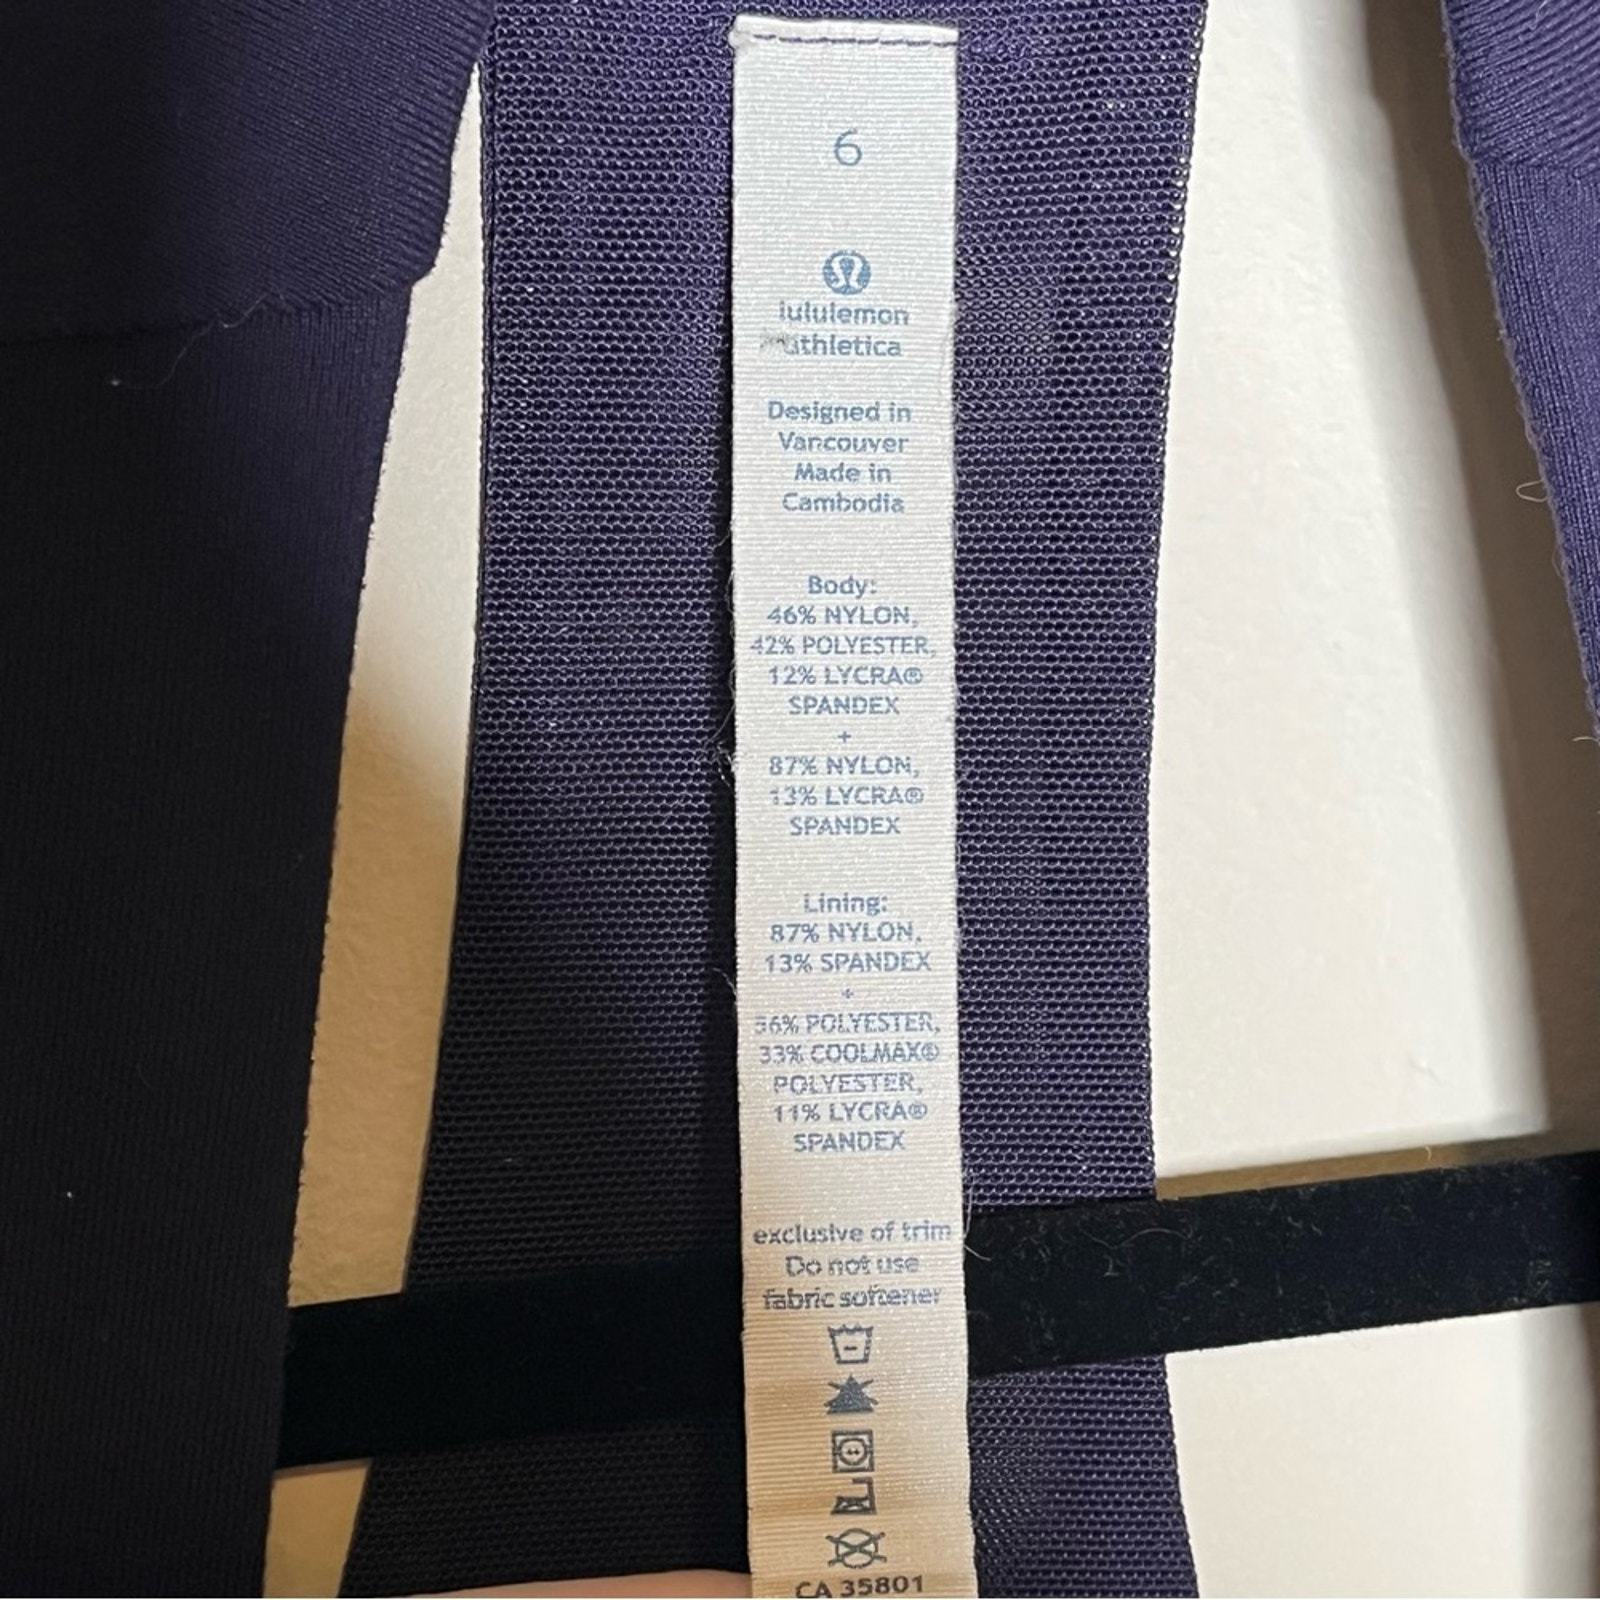 6
lululemon
athletica
Designed in
Vancouver
Made in
Cambodia
Body:
46% NYLON,
42% POLYESTER,
12% LYCRA®
SPANDEX
+
87% NYLON,
13% LYCRA®
SPANDEX
Lining:
87% NYLON,
13% SPANDEX
+
56% POLYESTER,
33% COOLMAX®
POLYESTER,
11% LYCRA®
SPANDEX
exclusive of trim
Do not use
fabric softener
CA 35801